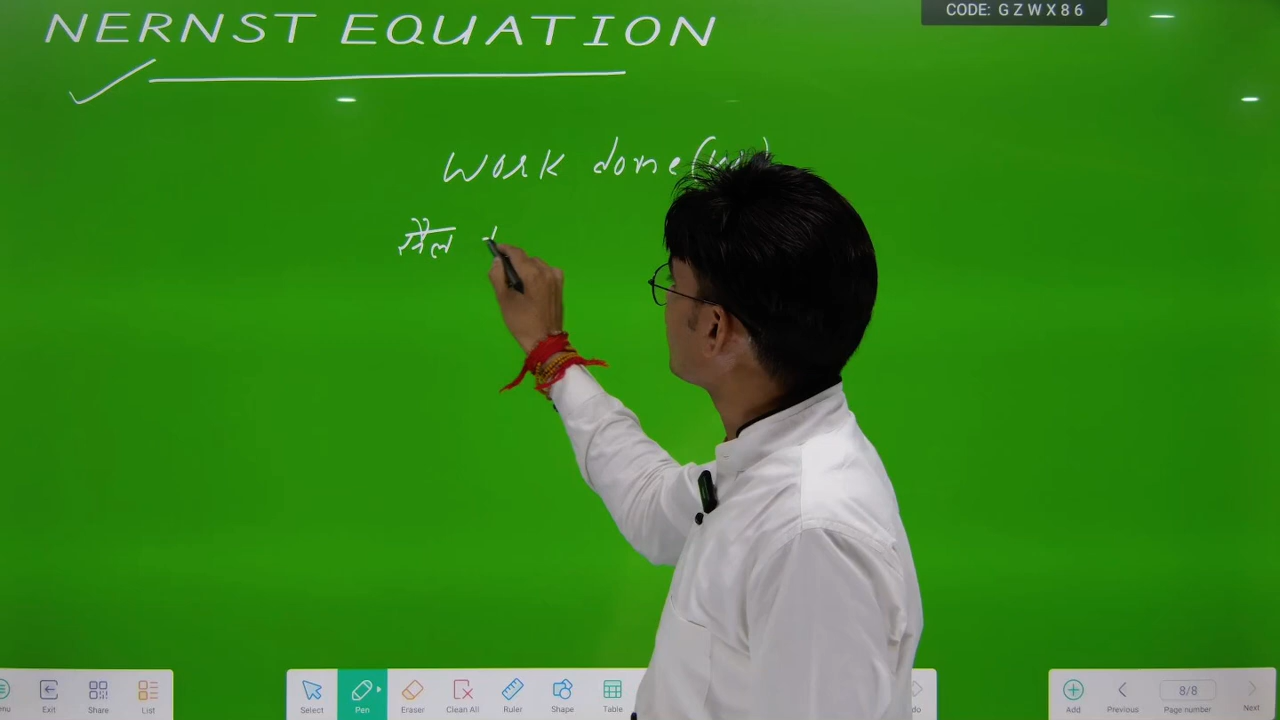 NERNST EQUATION
CODE: G Z W X 8 6
Work done (w)
सैल
Exit
Share
List
Select
Pen
Eraser
Clean All
Ruler
Shape
Table
Add
Previous
8/8
Page number
Next